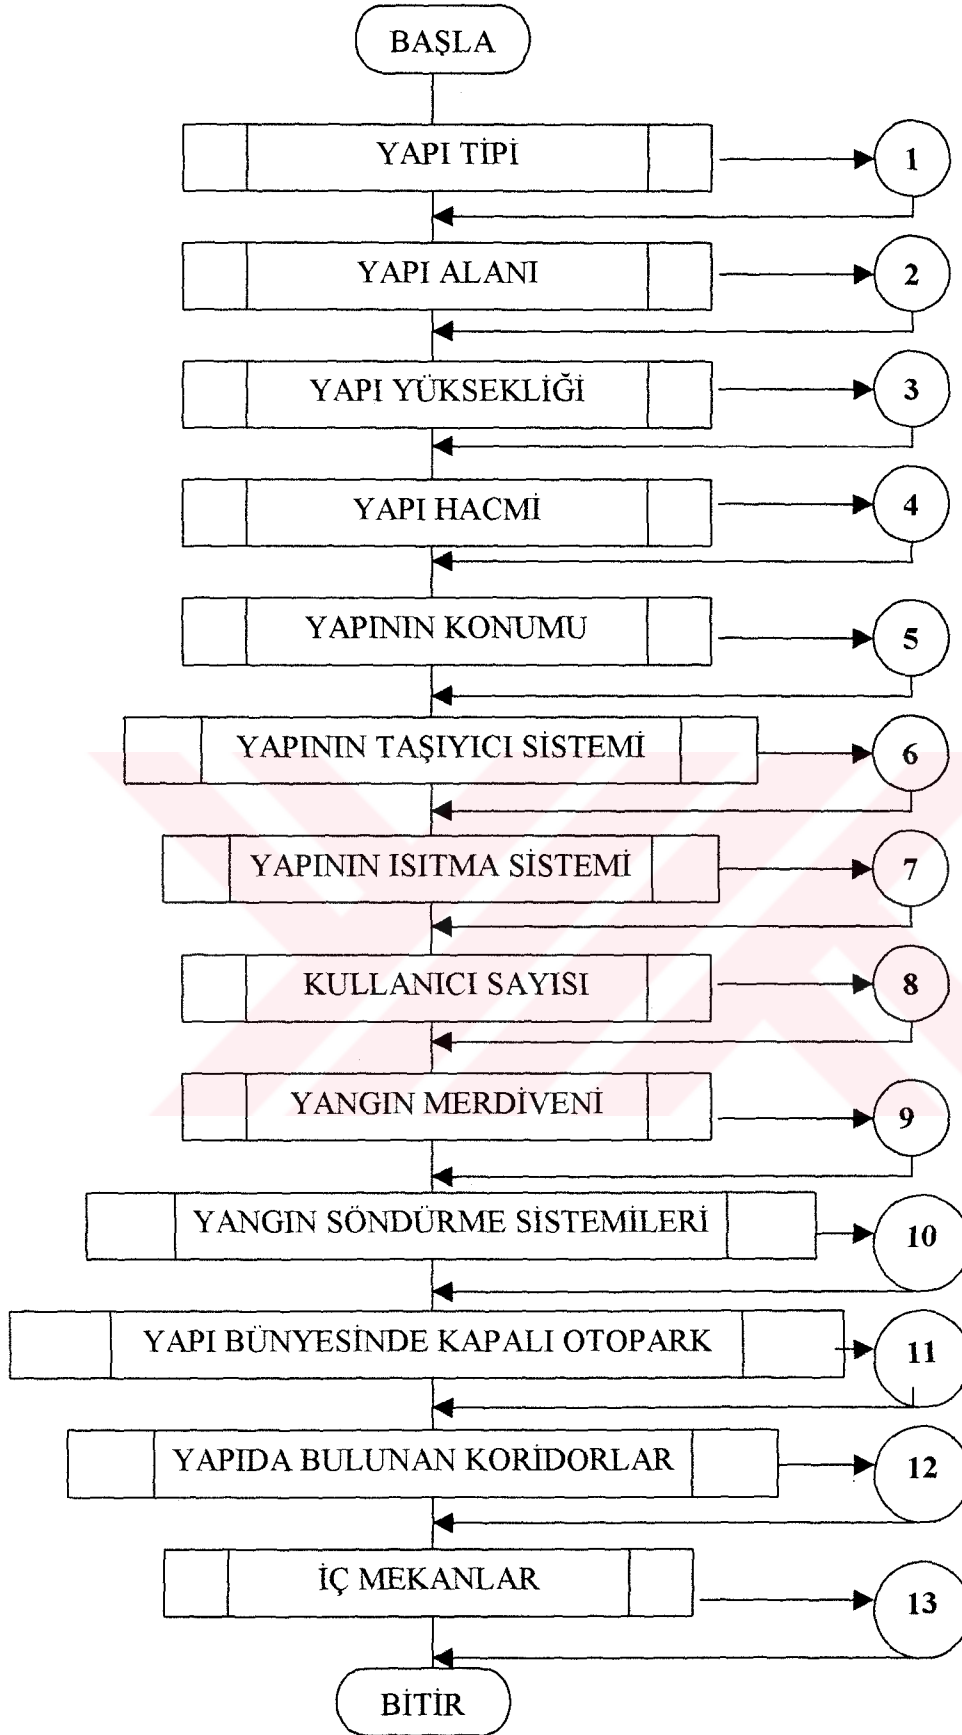 BAŞLA
YAPI TİPİ
1
YAPI ALANI
2
YAPI YÜKSEKLİĞİ
3
YAPI HACMİ
4
YAPININ KONUMU
5
YAPININ TAŞIYICI SİSTEMİ
6
YAPININ ISITMA SİSTEMİ
7
KULLANICI SAYISI
8
YANGIN MERDİVENİ
9
YANGIN SÖNDÜRME SİSTEMİLERİ
10
YAPI BÜNYESİNDE KAPALI OTOPARK
11
YAPIDA BULUNAN KORİDORLAR
12
İÇ MEKANLAR
13
BİTİR